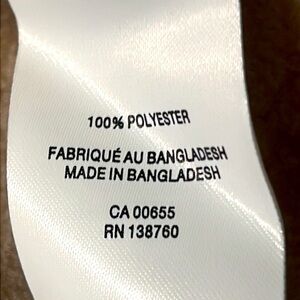 100% POLYESTER
FABRIQUÉ AU BANGLADESH
MADE IN BANGLADESH
CA 00655
RN 138760